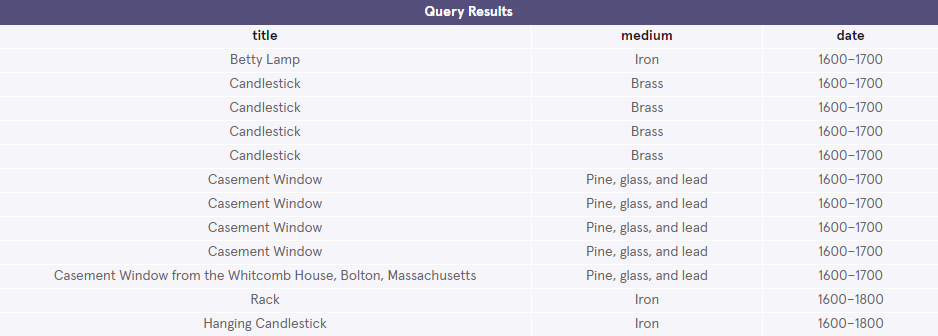 Query Results
title medium date
Betty Lamp Iron 1600–1700
Candlestick Brass 1600–1700
Candlestick Brass 1600–1700
Candlestick Brass 1600–1700
Candlestick Brass 1600–1700
Casement Window Pine, glass, and lead 1600–1700
Casement Window Pine, glass, and lead 1600–1700
Casement Window Pine, glass, and lead 1600–1700
Casement Window Pine, glass, and lead 1600–1700
Casement Window from the Whitcomb House, Bolton, Massachusetts Pine, glass, and lead 1600–1700
Rack Iron 1600–1800
Hanging Candlestick Iron 1600–1800